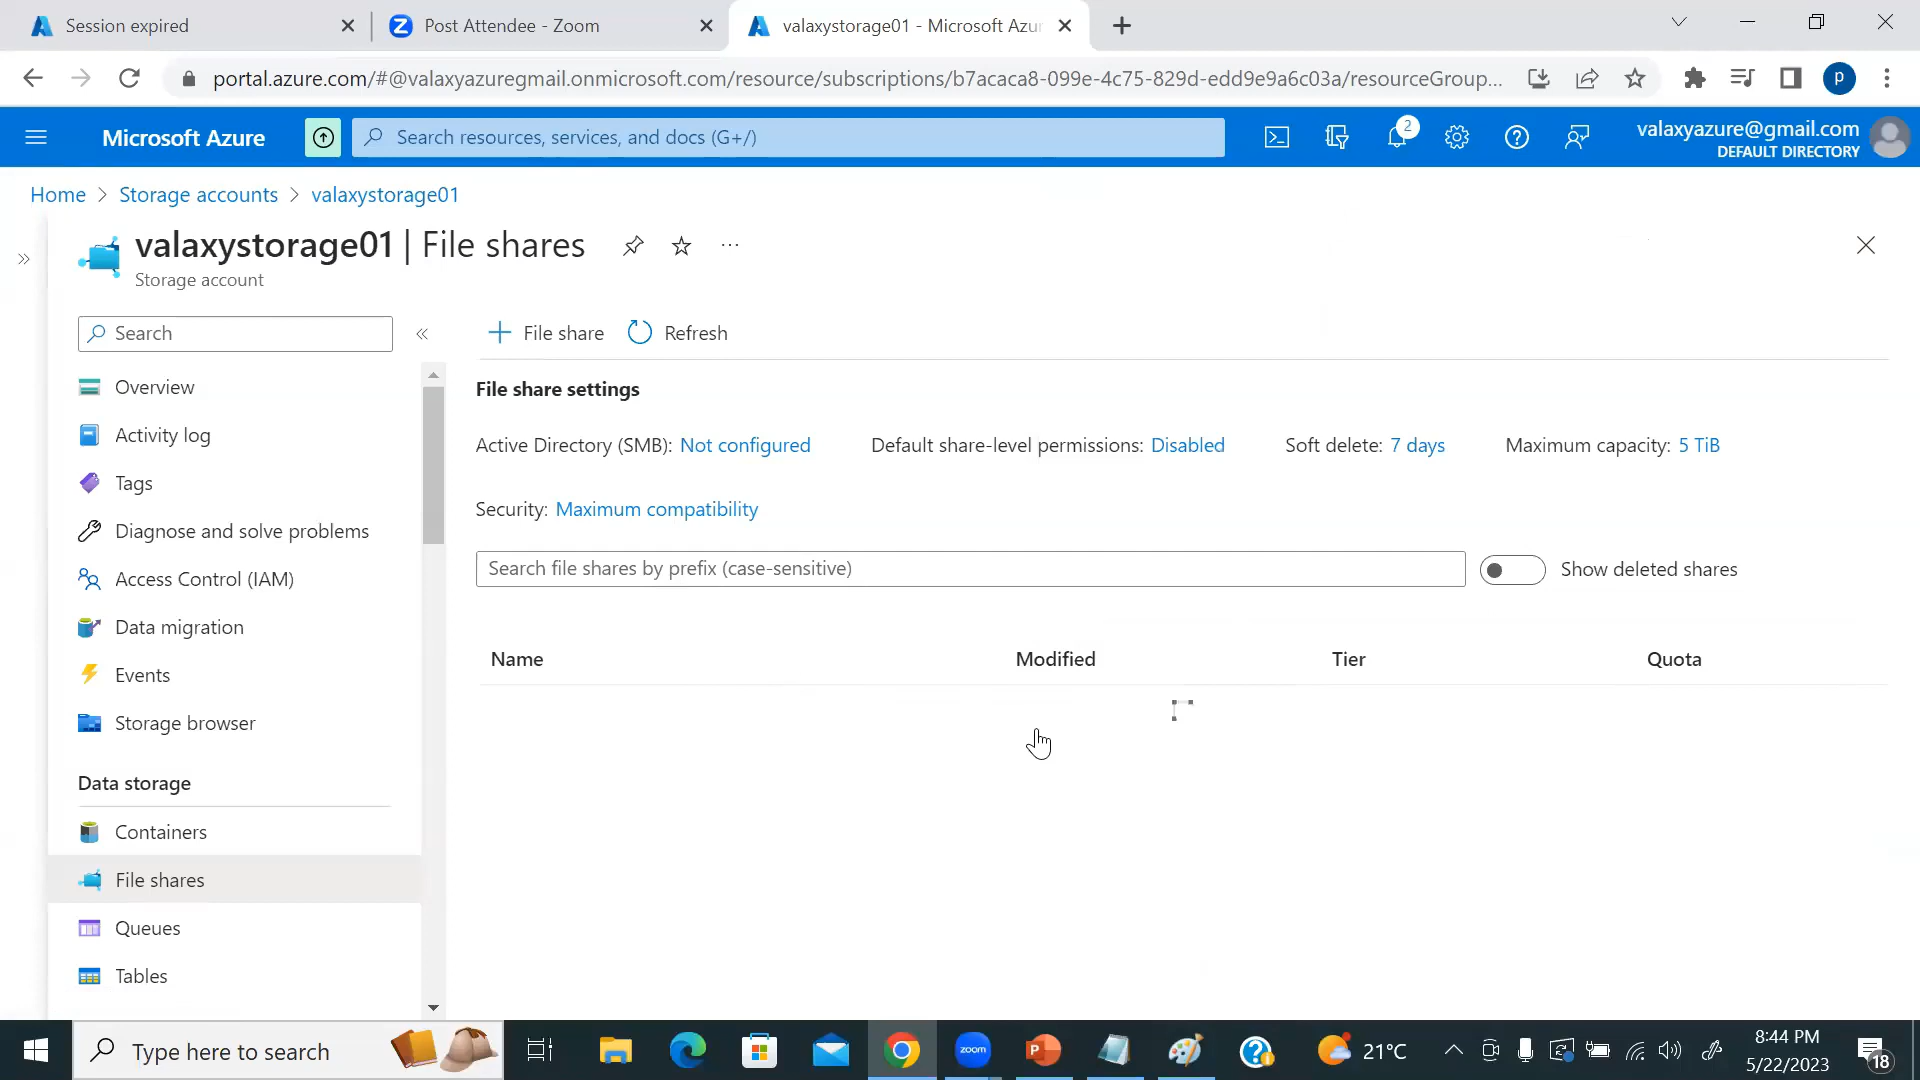 Session expired
Post Attendee - Zoom
valaxystorage01 - Microsoft Azur
portal.azure.com/#@valaxyazuregmail.onmicrosoft.com/resource/subscriptions/b7acaca8-099e-4c75-829d-edd9e9a6c03a/resourceGroup...
P
Microsoft Azure
Search resources, services, and docs (G+/)
2
valaxyazure@gmail.com
DEFAULT DIRECTORY
Home > Storage accounts > valaxystorage01
valaxystorage01 | File shares
Storage account
Search
File share
Refresh
Overview
Activity log
Tags
Diagnose and solve problems
Access Control (IAM)
Data migration
Events
Storage browser
Data storage
Containers
File shares
Queues
Tables
File share settings
Active Directory (SMB): Not configured
Default share-level permissions: Disabled
Soft delete: 7 days
Maximum capacity: 5 TiB
Security: Maximum compatibility
Search file shares by prefix (case-sensitive)
Show deleted shares
Name
Modified
Tier
Quota
Type here to search
zoom
P
21°C
8:44 PM
5/22/2023
18